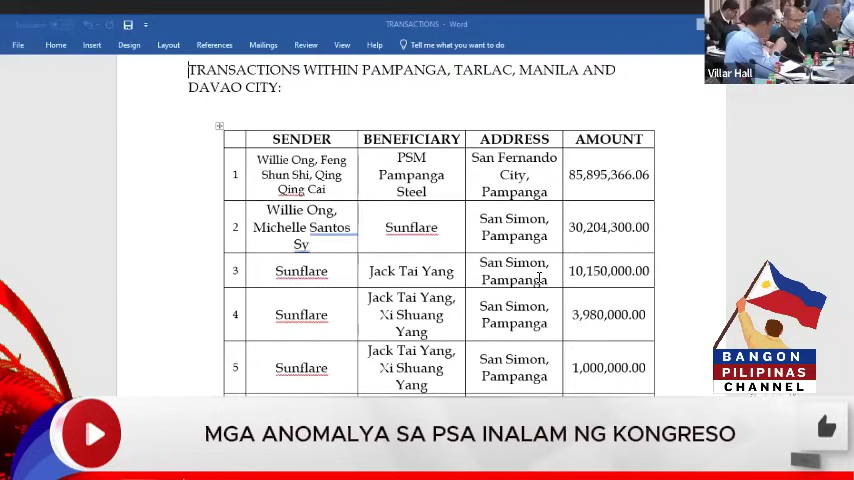 TRANSACTIONS - Word
File Home Insert Design Layout References Mailings Review View Help Tell me what you want to do
Villar Hall
TRANSACTIONS WITHIN PAMPANGA, TARLAC, MANILA AND
DAVAO CITY:
SENDER BENEFICIARY ADDRESS AMOUNT
1 Willie Ong, Feng Shun Shi, Qing Qing Cai PSM Pampanga Steel San Fernando City, Pampanga 85,895,366.06
2 Willie Ong, Michelle Santos Sy Sunflare San Simon, Pampanga 30,204,300.00
3 Sunflare Jack Tai Yang San Simon, Pampanga 10,150,000.00
4 Sunflare Jack Tai Yang, Xi Shuang Yang San Simon, Pampanga 3,980,000.00
5 Sunflare Jack Tai Yang, Xi Shuang Yang San Simon, Pampanga 1,000,000.00
BANGON
PILIPINAS
CHANNEL
MGA ANOMALYA SA PSA INALAM NG KONGRESO